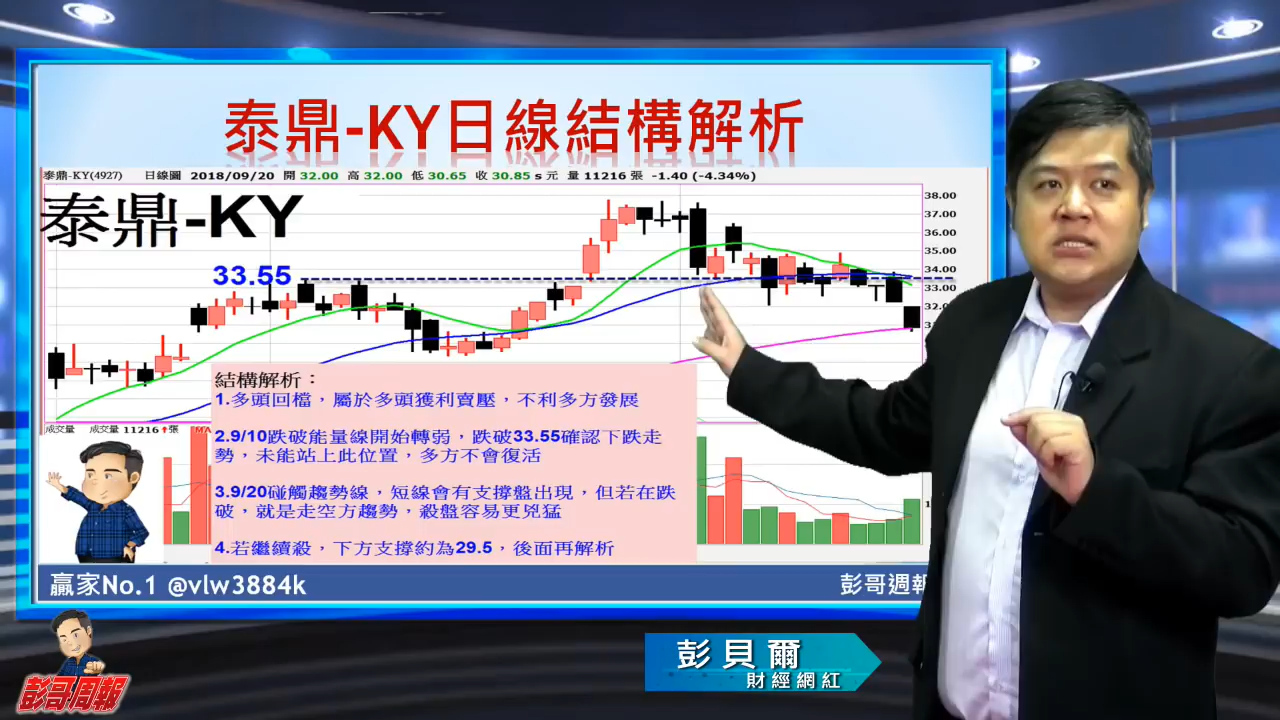 泰鼎-KY日線結構解析
泰鼎-KY(4927) 日線圖 2018/09/20 開 32.00 高 32.00 低 30.65 收 30.85 s 元 量 11216 張 -1.40 (-4.34%)
泰鼎-KY
33.55
38.00
37.00
36.00
35.00
34.00
33.00
結構解析：
1.多頭回檔，屬於多頭獲利賣壓，不利多方發展
2.9/10跌破能量線開始轉弱，跌破33.55確認下跌走
勢，未能站上此位置，多方不會復活
3.9/20碰觸趨勢線，短線會有支撐盤出現，但若在跌
破，就是走空方趨勢，殺盤容易更兇猛
4.若繼續殺，下方支撐約為29.5，後面再解析
成交量 成交量 11216↑張
贏家No.1 @vlw3884k
彭哥週報
彭貝爾
財經網紅
彭哥周報